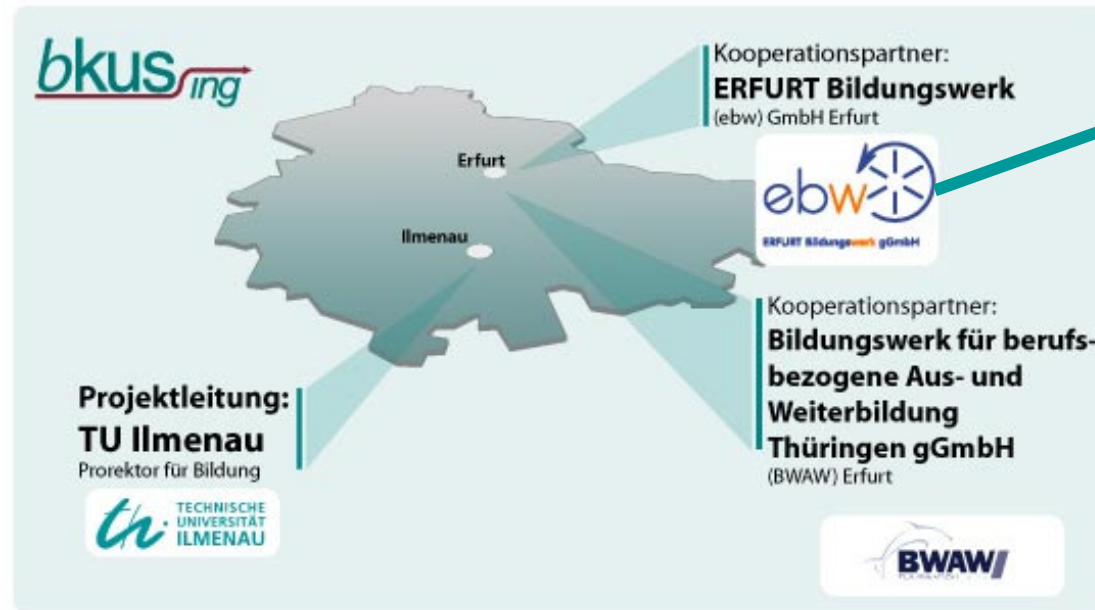 bkus ing
Kooperationspartner:
ERFURT Bildungswerk
(ebw) GmbH Erfurt
ebw
ERFURT Bildungswerk gGmbH
Erfurt
Ilmenau
Kooperationspartner:
Bildungswerk für berufs-
bezogene Aus- und
Weiterbildung
Thüringen gGmbH
(BWAW) Erfurt
BWAW
Projektleitung:
TU Ilmenau
Prorektor für Bildung
th
TECHNISCHE
UNIVERSITÄT
ILMENAU